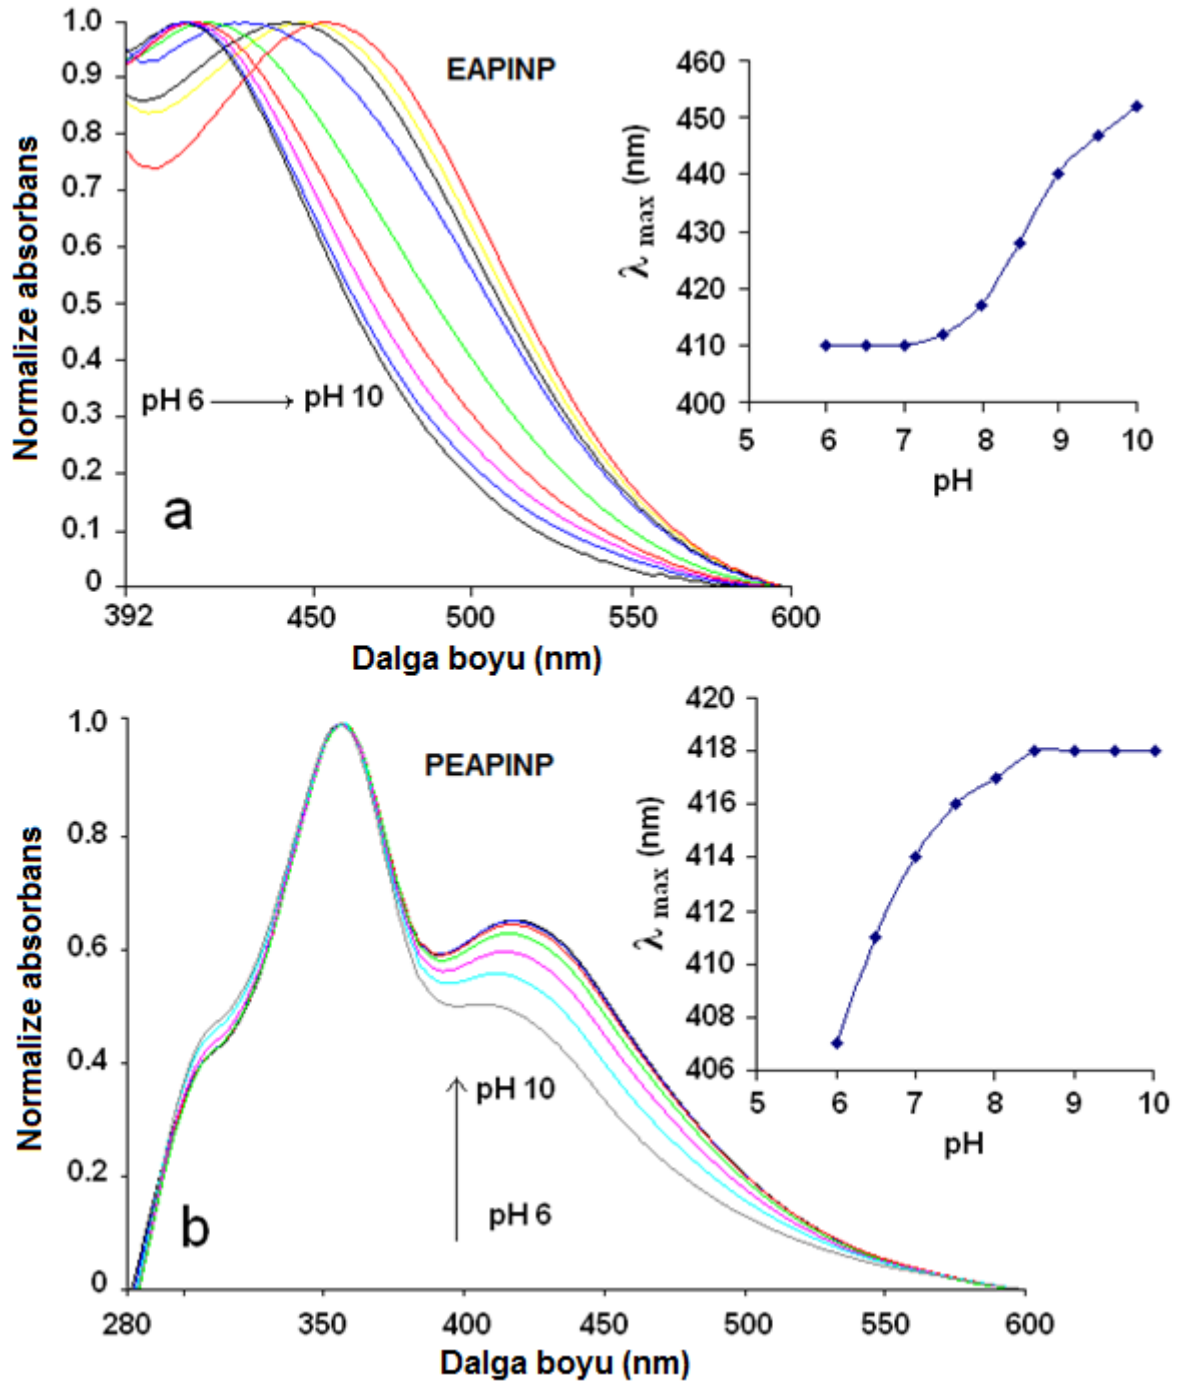 EAPINP
Normalize absorbans
1.0
0.9
0.8
0.7
0.6
0.5
0.4
0.3
0.2
0.1
0
pH 6 pH 10
a
392 450 500 550 600
Dalga boyu (nm)
λ max (nm)
460
450
440
430
420
410
400
5 6 7 8 9 10
pH
PEAPINP
Normalize absorbans
1.0
0.8
0.6
0.4
0.2
0
pH 10
pH 6
b
280 350 400 450 500 550 600
Dalga boyu (nm)
λ max (nm)
420
418
416
414
412
410
408
406
5 6 7 8 9 10
pH